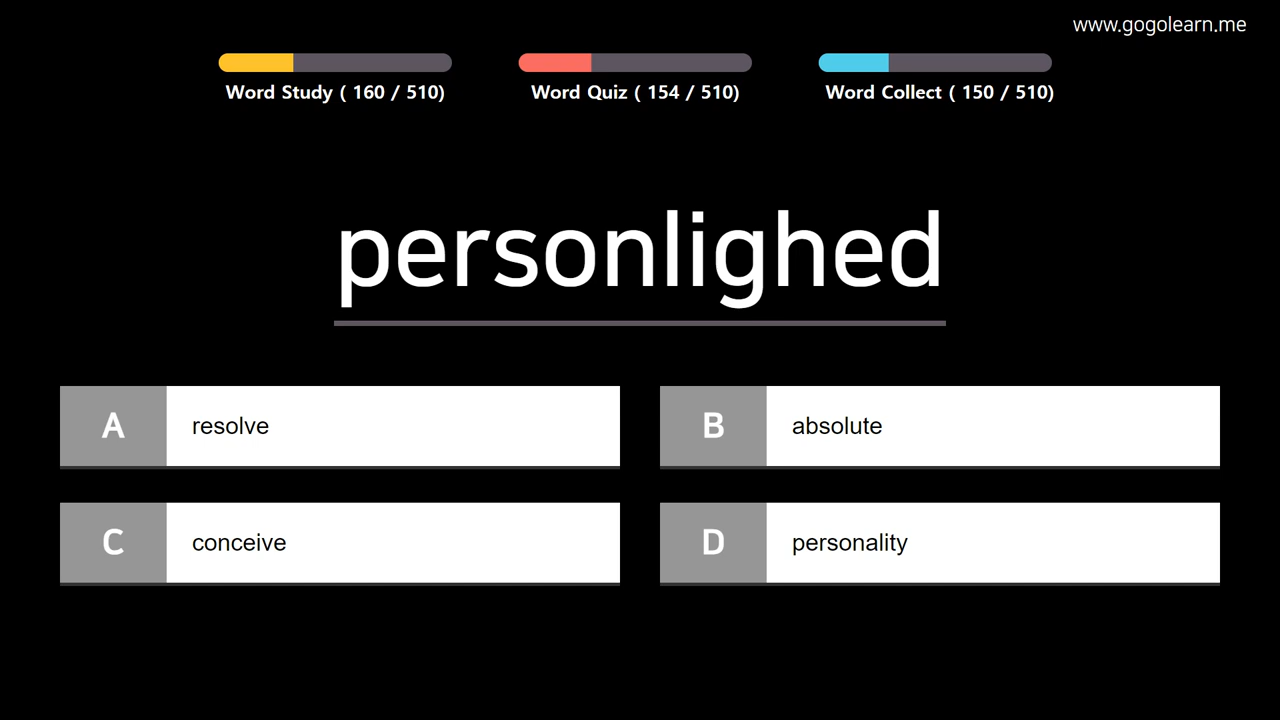 www.gogolearn.me
Word Study ( 160 / 510)
Word Quiz ( 154 / 510)
Word Collect ( 150 / 510)
personlighed
A
resolve
B
absolute
C
conceive
D
personality